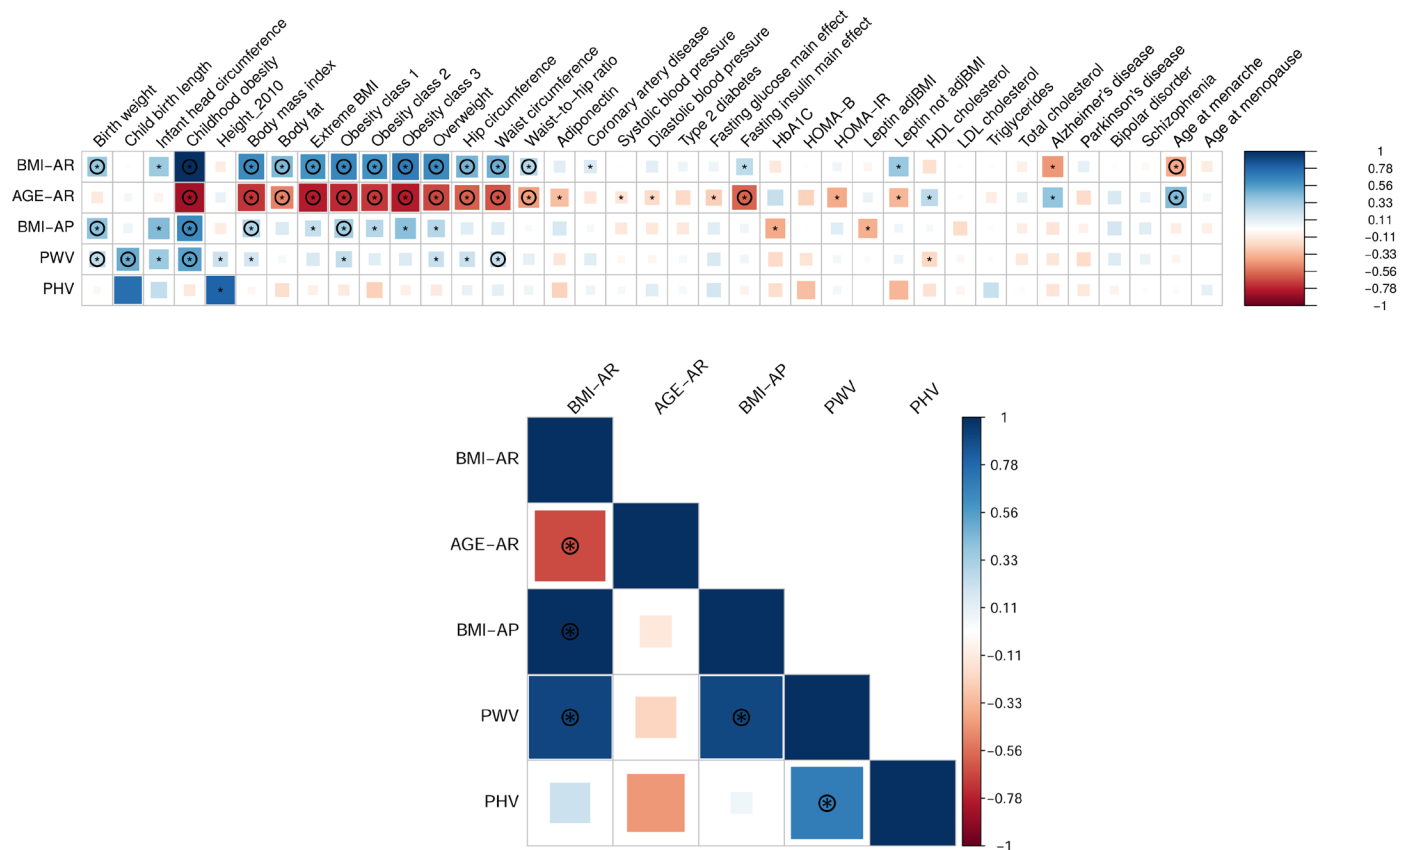 Birth weight
Child birth length
Infant head circumference
Childhood obesity
Height_2010
Body mass index
Body fat
Extreme BMI
Obesity class 1
Obesity class 2
Obesity class 3
Overweight
Hip circumference
Waist circumference
Waist-to-hip ratio
Adiponectin
Coronary artery disease
Systolic blood pressure
Diastolic blood pressure
Type 2 diabetes
Fasting glucose main effect
Fasting insulin main effect
HbA1C
HOMA-B
HOMA-IR
Leptin adjBMI
Leptin not adjBMI
HDL cholesterol
LDL cholesterol
Triglycerides
Total cholesterol
Alzheimer's disease
Parkinson's disease
Bipolar disorder
Schizophrenia
Age at menarche
Age at menopause
BMI-AR
AGE-AR
BMI-AP
PWV
PHV
1
0.78
0.56
0.33
0.11
-0.11
-0.33
-0.56
-0.78
-1
BMI-AR
AGE-AR
BMI-AP
PWV
PHV
BMI-AR
AGE-AR
BMI-AP
PWV
PHV
1
0.78
0.56
0.33
0.11
-0.11
-0.33
-0.56
-0.78
-1